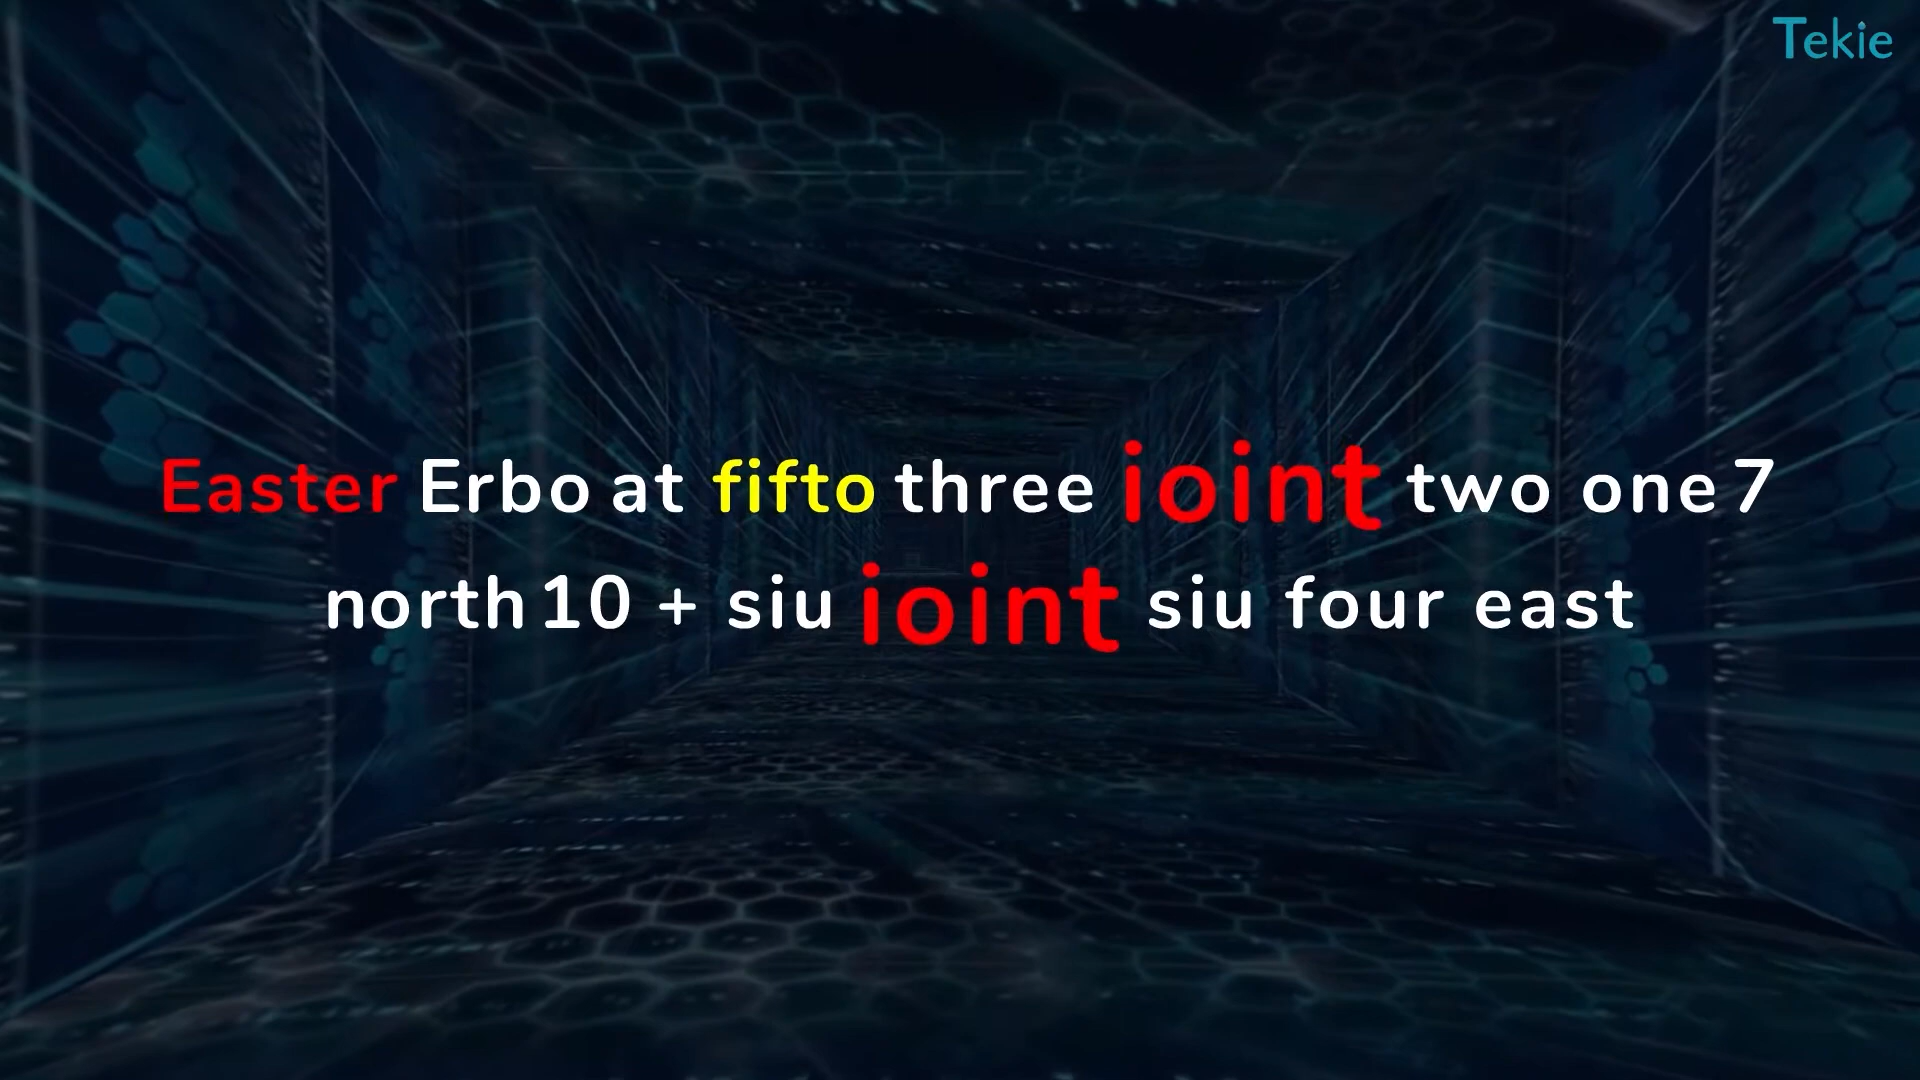 Tekie
Easter Erbo at fifto three ioint two one 7
north 10 + siu ioint siu four east